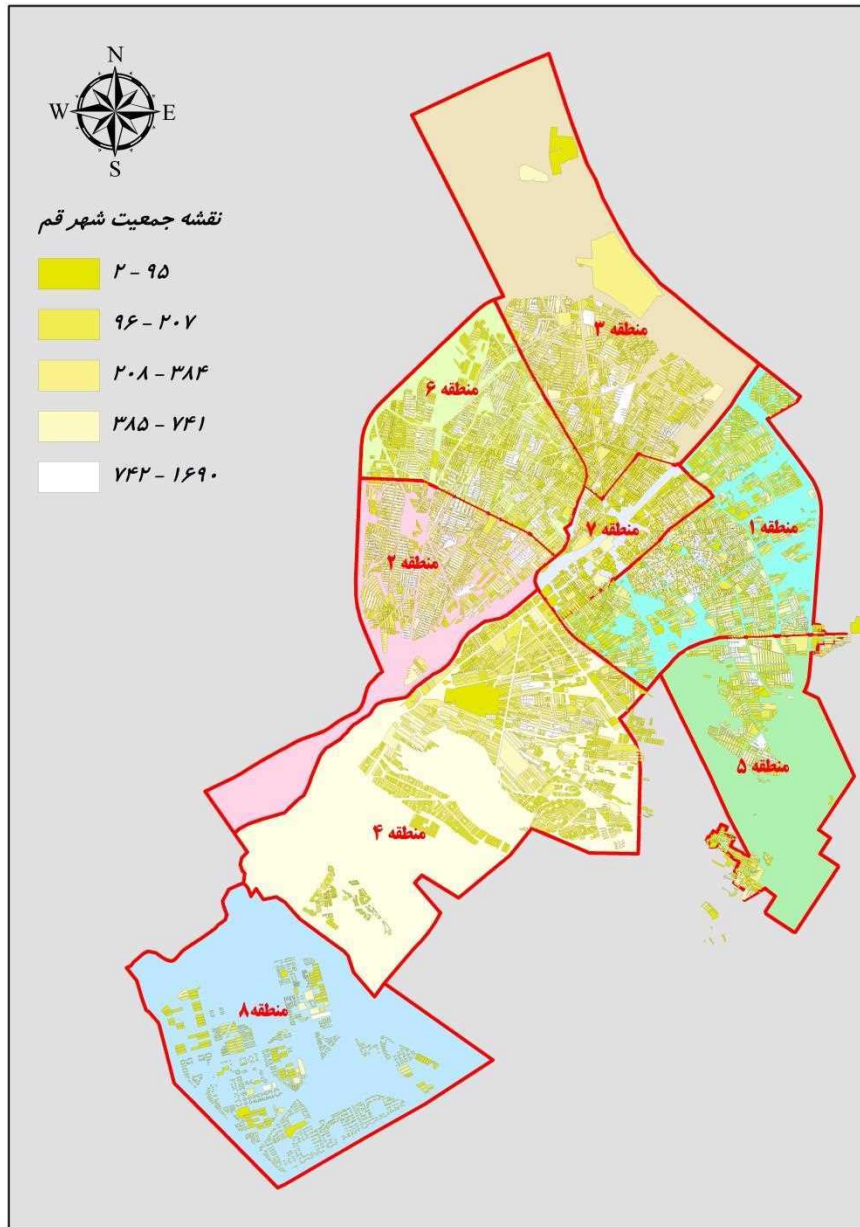 N
W E
S
نقشه جمعیت شهر قم
۲ - ۹۵
۹۶ - ۲۰۷
۲۰۸ - ۳۸۴
۳۸۵ - ۷۴۱
۷۴۲ - ۱۶۹۰
منطقه ۳
منطقه ۶
منطقه ۱
منطقه ۷
منطقه ۲
منطقه ۵
منطقه ۴
منطقه ۸